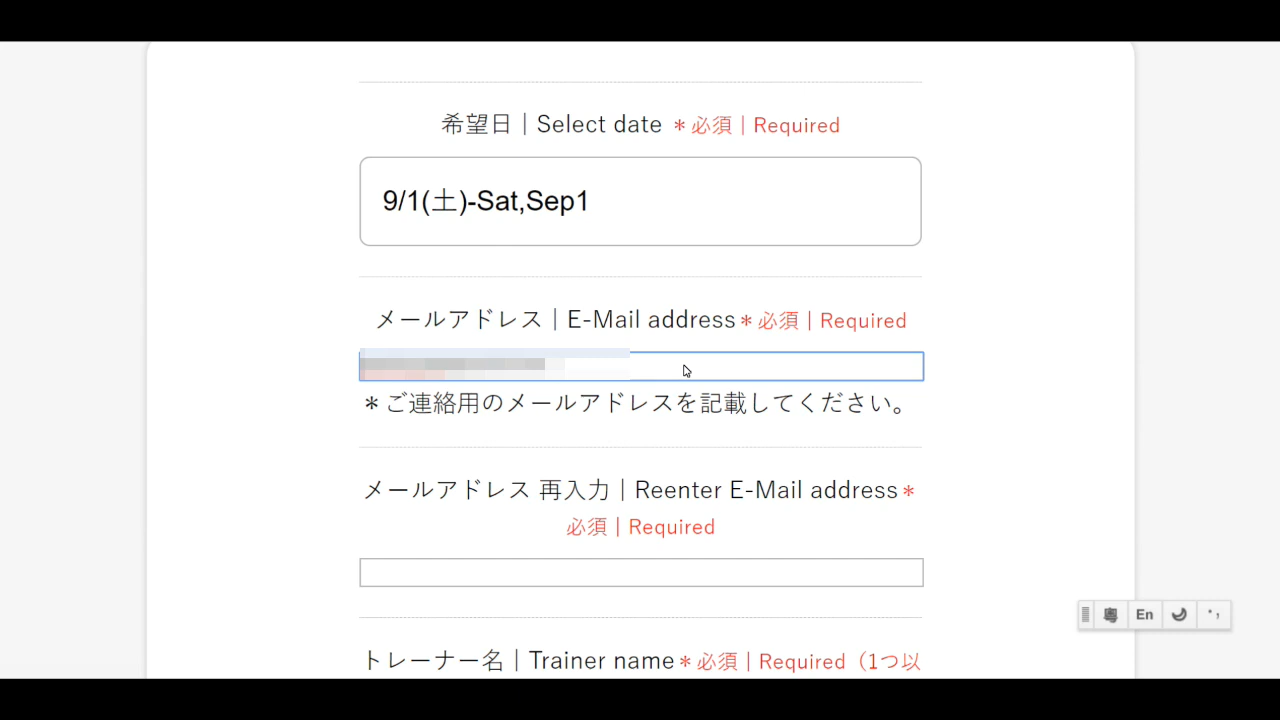 希望日｜Select date ＊必須｜Required
9/1(土)-Sat,Sep1
メールアドレス｜E-Mail address＊必須｜Required
＊ご連絡用のメールアドレスを記載してください。
メールアドレス 再入力｜Reenter E-Mail address＊
必須｜Required
粵 En
トレーナー名｜Trainer name＊必須｜Required（1つ以